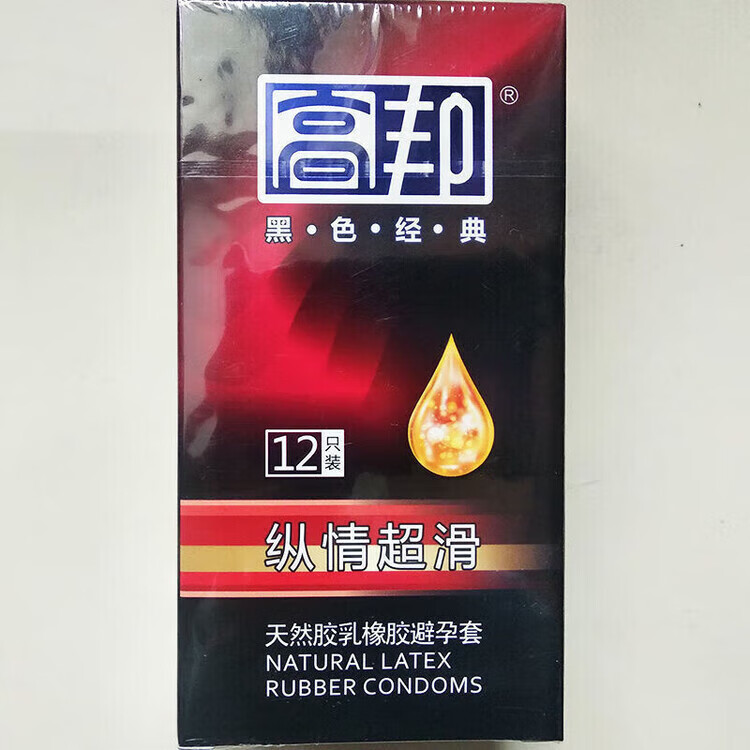 高邦®
黑·色·经·典
12只装
纵情超滑
天然胶乳橡胶避孕套
NATURAL LATEX
RUBBER CONDOMS